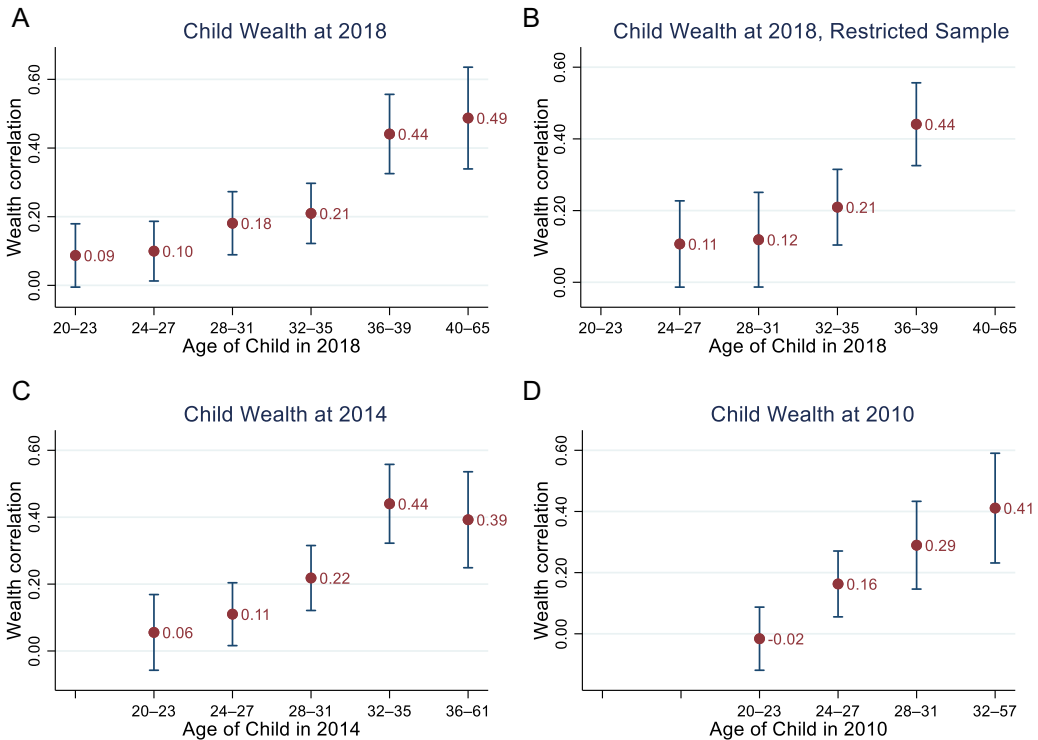 A
Child Wealth at 2018
Wealth correlation
0.60
0.40
0.20
0.00
0.09
0.10
0.18
0.21
0.44
0.49
20–23 24–27 28–31 32–35 36–39 40–65
Age of Child in 2018
B
Child Wealth at 2018, Restricted Sample
Wealth correlation
0.60
0.40
0.20
0.00
0.11
0.12
0.21
0.44
20–23 24–27 28–31 32–35 36–39 40–65
Age of Child in 2018
C
Child Wealth at 2014
Wealth correlation
0.60
0.40
0.20
0.00
0.06
0.11
0.22
0.44
0.39
20–23 24–27 28–31 32–35 36–61
Age of Child in 2014
D
Child Wealth at 2010
Wealth correlation
0.60
0.40
0.20
0.00
-0.02
0.16
0.29
0.41
20–23 24–27 28–31 32–57
Age of Child in 2010